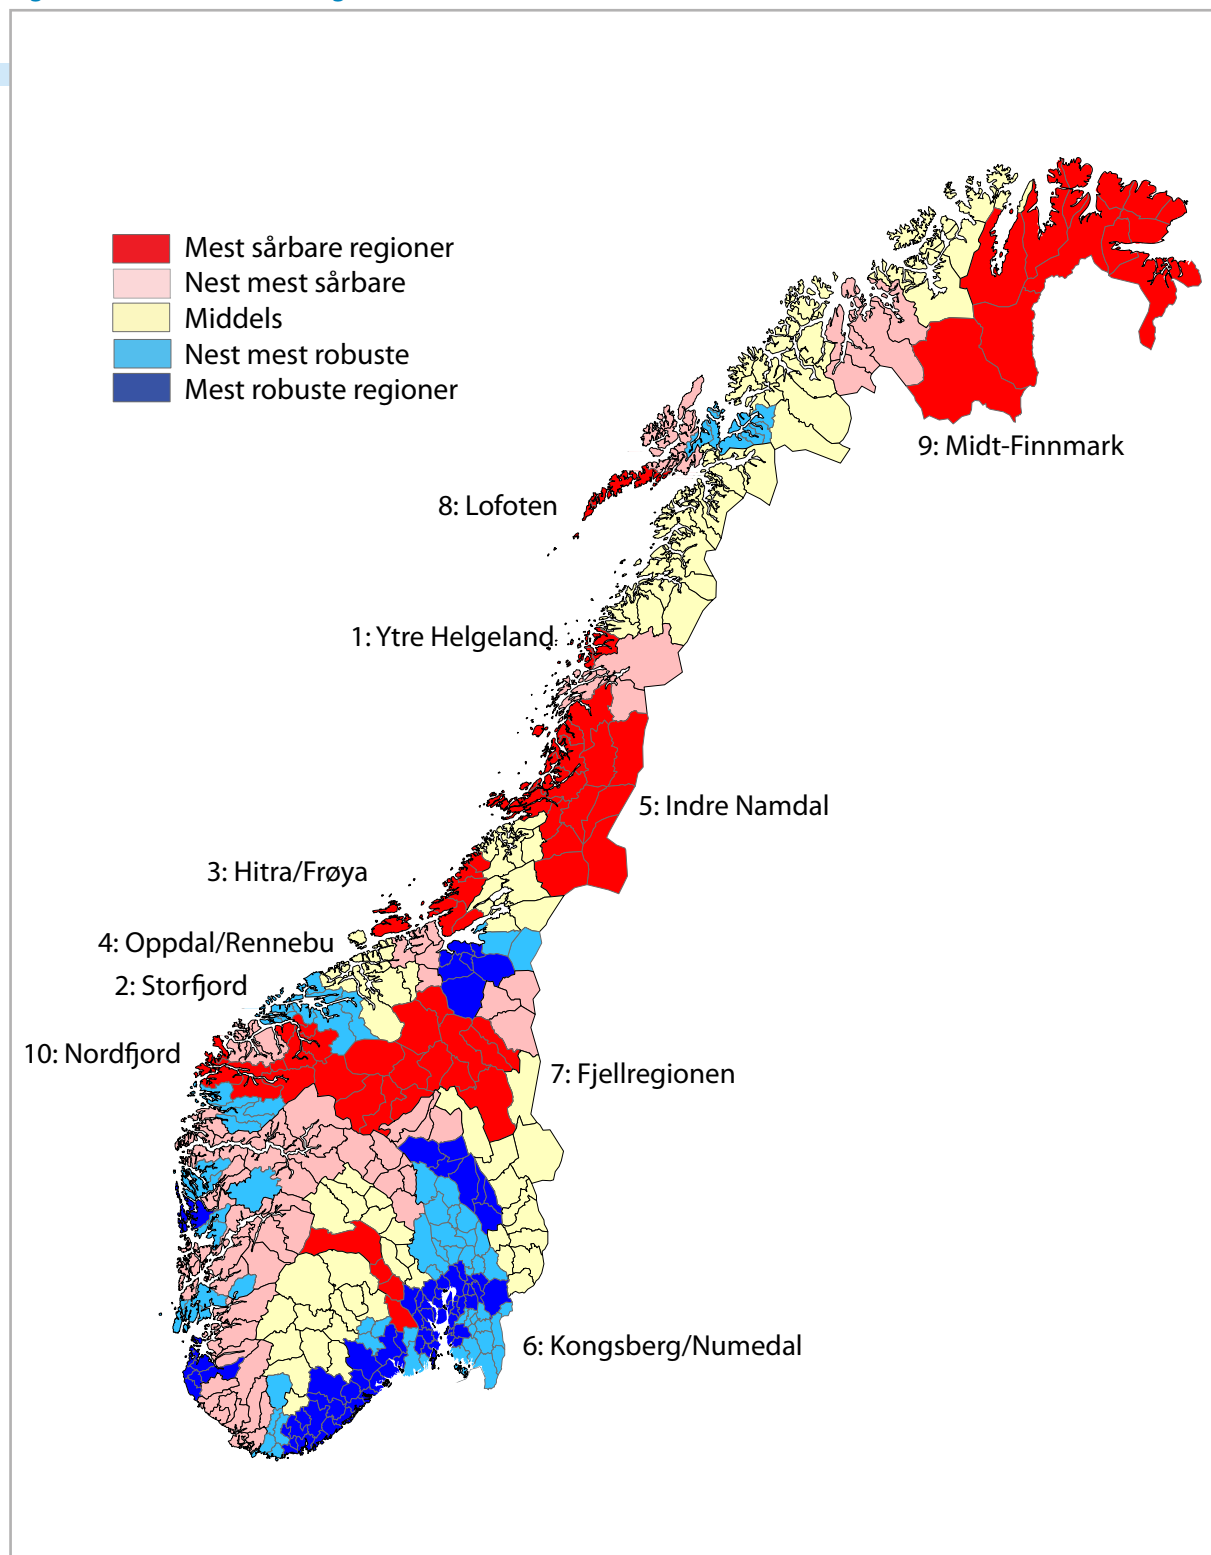 Mest sårbare regioner
Nest mest sårbare
Middels
Nest mest robuste
Mest robuste regioner
9: Midt-Finnmark
8: Lofoten
1: Ytre Helgeland
5: Indre Namdal
3: Hitra/Frøya
4: Oppdal/Rennebu
2: Storfjord
10: Nordfjord
7: Fjellregionen
6: Kongsberg/Numedal